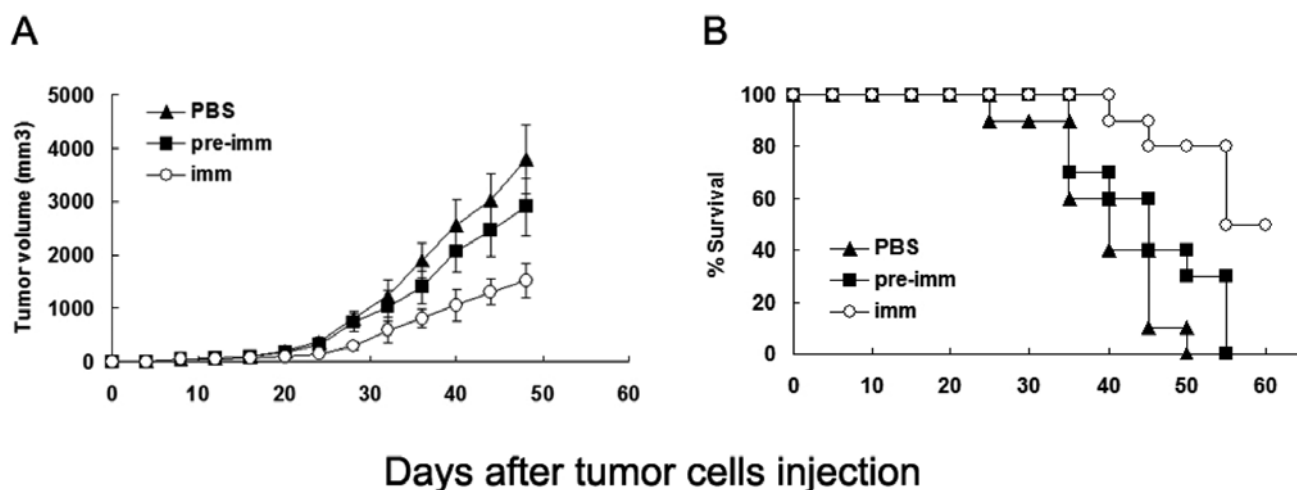 A
B
5000
4000
3000
2000
1000
0
Tumor volume (mm3)
PBS
pre-imm
imm
0 10 20 30 40 50 60
100
80
60
40
20
0
% Survival
PBS
pre-imm
imm
0 10 20 30 40 50 60
Days after tumor cells injection